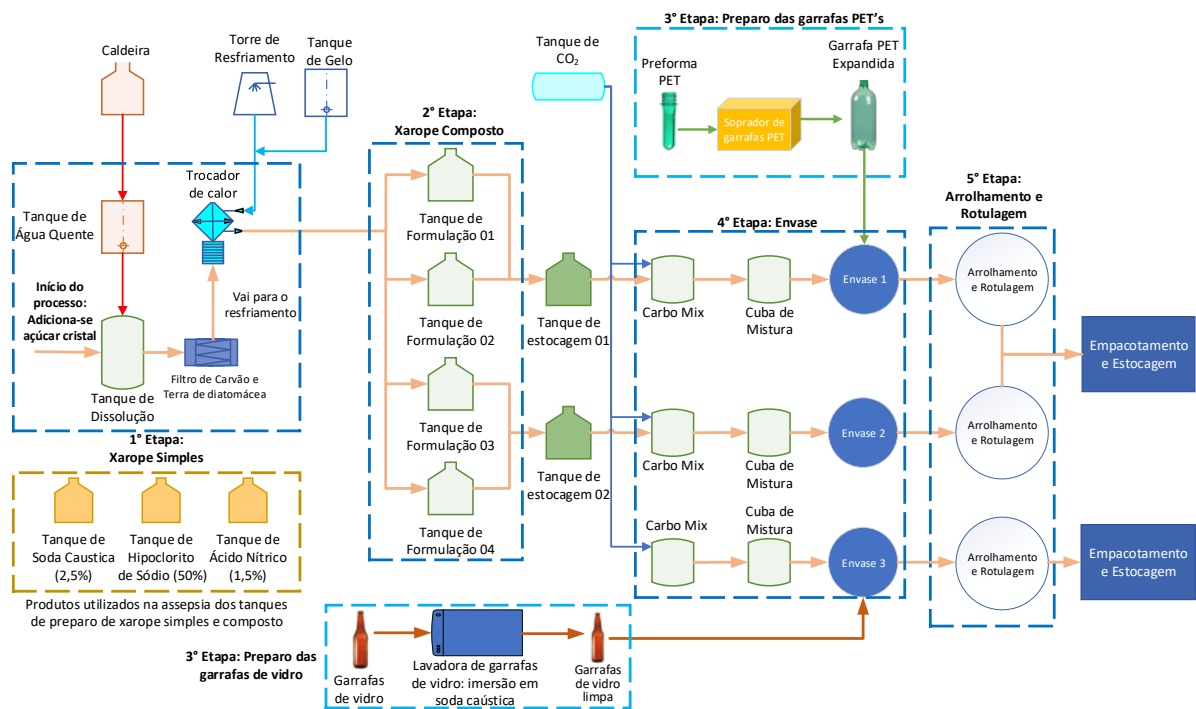 Caldeira
Torre de
Resfriamento
Tanque
de Gelo
Tanque de
CO₂
3° Etapa: Preparo das garrafas PET's
Preforma
PET
Soprador de
garrafas PET
Garrafa PET
Expandida
2° Etapa:
Xarope Composto
Trocador
de calor
Tanque de
Água Quente
Início do
processo:
Adiciona-se
açúcar cristal
Vai para o
resfriamento
Filtro de Carvão e
Terra de diatomácea
Tanque de
Dissolução
1° Etapa:
Xarope Simples
Tanque de
Formulação 01
Tanque de
Formulação 02
Tanque de
Formulação 03
Tanque de
Formulação 04
Tanque de
estocagem 01
Tanque de
estocagem 02
4° Etapa: Envase
Carbo Mix
Cuba de
Mistura
Envase 1
Carbo Mix
Cuba de
Mistura
Envase 2
Carbo Mix
Cuba de
Mistura
Envase 3
5° Etapa:
Arrolhamento e
Rotulagem
Arrolhamento
e Rotulagem
Arrolhamento
e Rotulagem
Arrolhamento
e Rotulagem
Empacotamento
e Estocagem
Empacotamento
e Estocagem
Tanque de
Soda Caustica
(2,5%)
Tanque de
Hipoclorito
de Sódio (50%)
Tanque de
Ácido Nítrico
(1,5%)
Produtos utilizados na assepsia dos tanques
de preparo de xarope simples e composto
3° Etapa: Preparo das
garrafas de vidro
Garrafas
de vidro
Lavadora de garrafas
de vidro: imersão em
soda caústica
Garrafas
de vidro
limpa